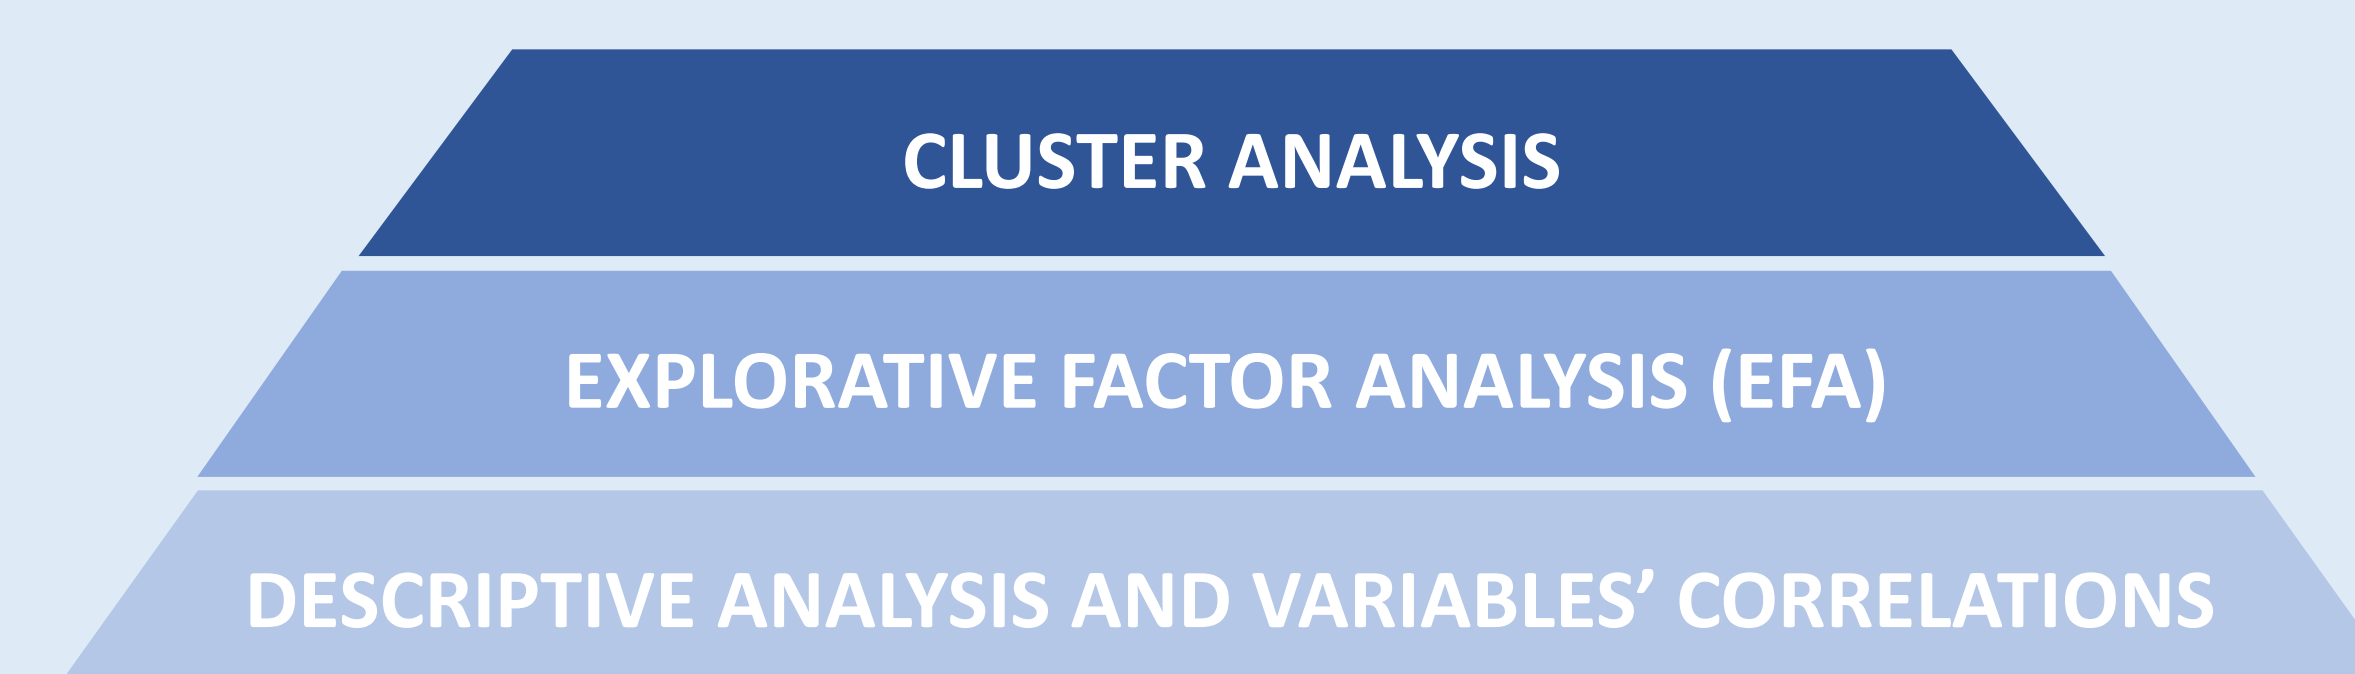 CLUSTER ANALYSIS
EXPLORATIVE FACTOR ANALYSIS (EFA)
DESCRIPTIVE ANALYSIS AND VARIABLES’ CORRELATIONS